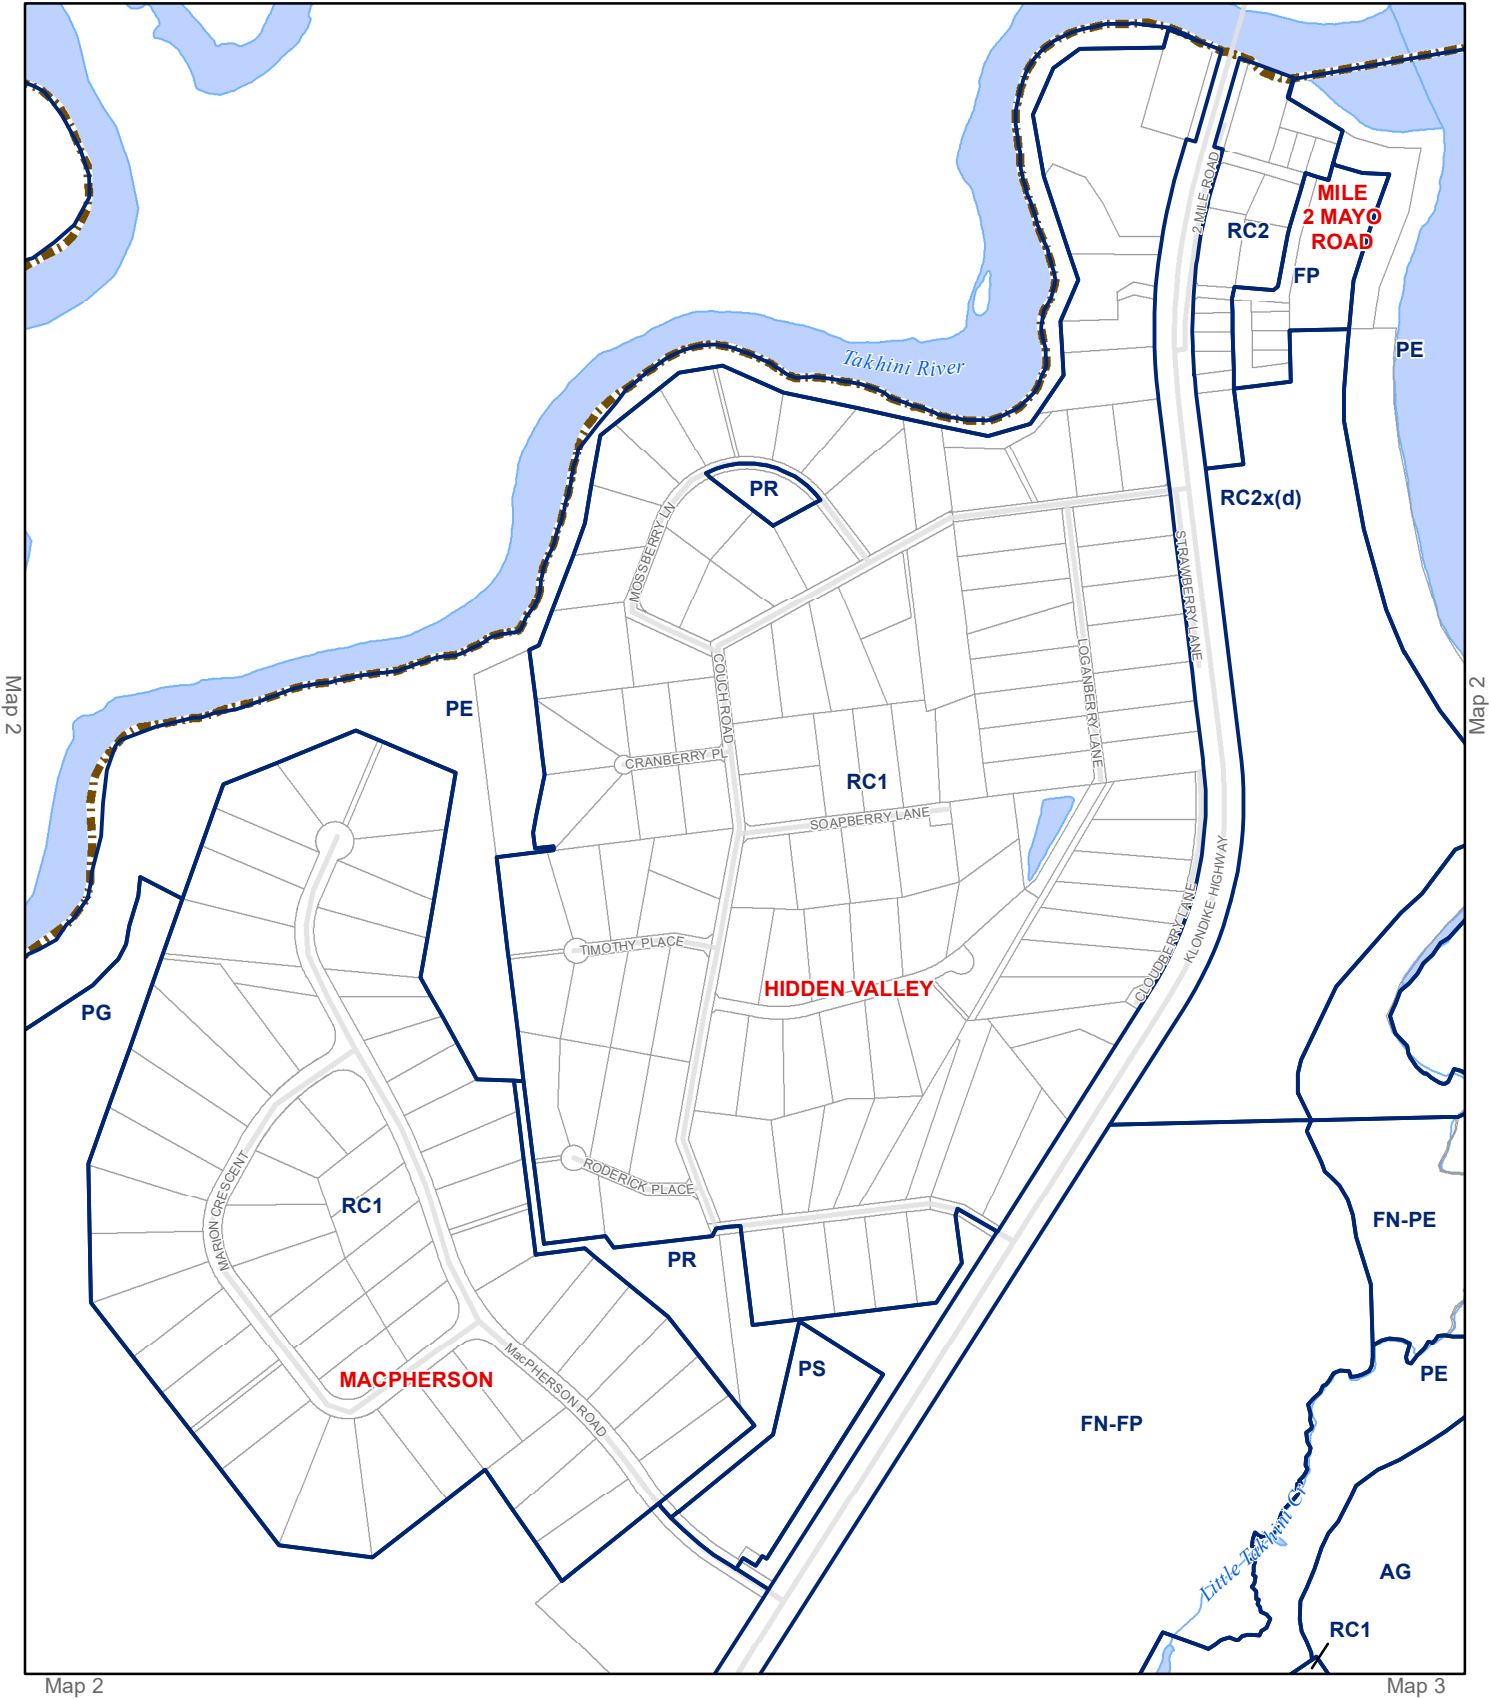 2 MILE ROAD
MILE
2 MAYO
ROAD
RC2
FP
PE
Takhini River
PR
RC2x(d)
MOSSBERRY LN
STRAWBERRY LANE
LOGANBERRY LANE
COUCH ROAD
Map 2
Map 2
PE
CRANBERRY PL
RC1
SOAPBERRY LANE
KLONDIKE HIGHWAY
CLOUDBERRY LANE
TIMOTHY PLACE
HIDDEN VALLEY
PG
RODERICK PLACE
MARION CRESCENT
RC1
FN-PE
PR
MACPHERSON
MacPHERSON ROAD
PS
PE
FN-FP
Little Takhini Cr
AG
RC1
Map 2
Map 3